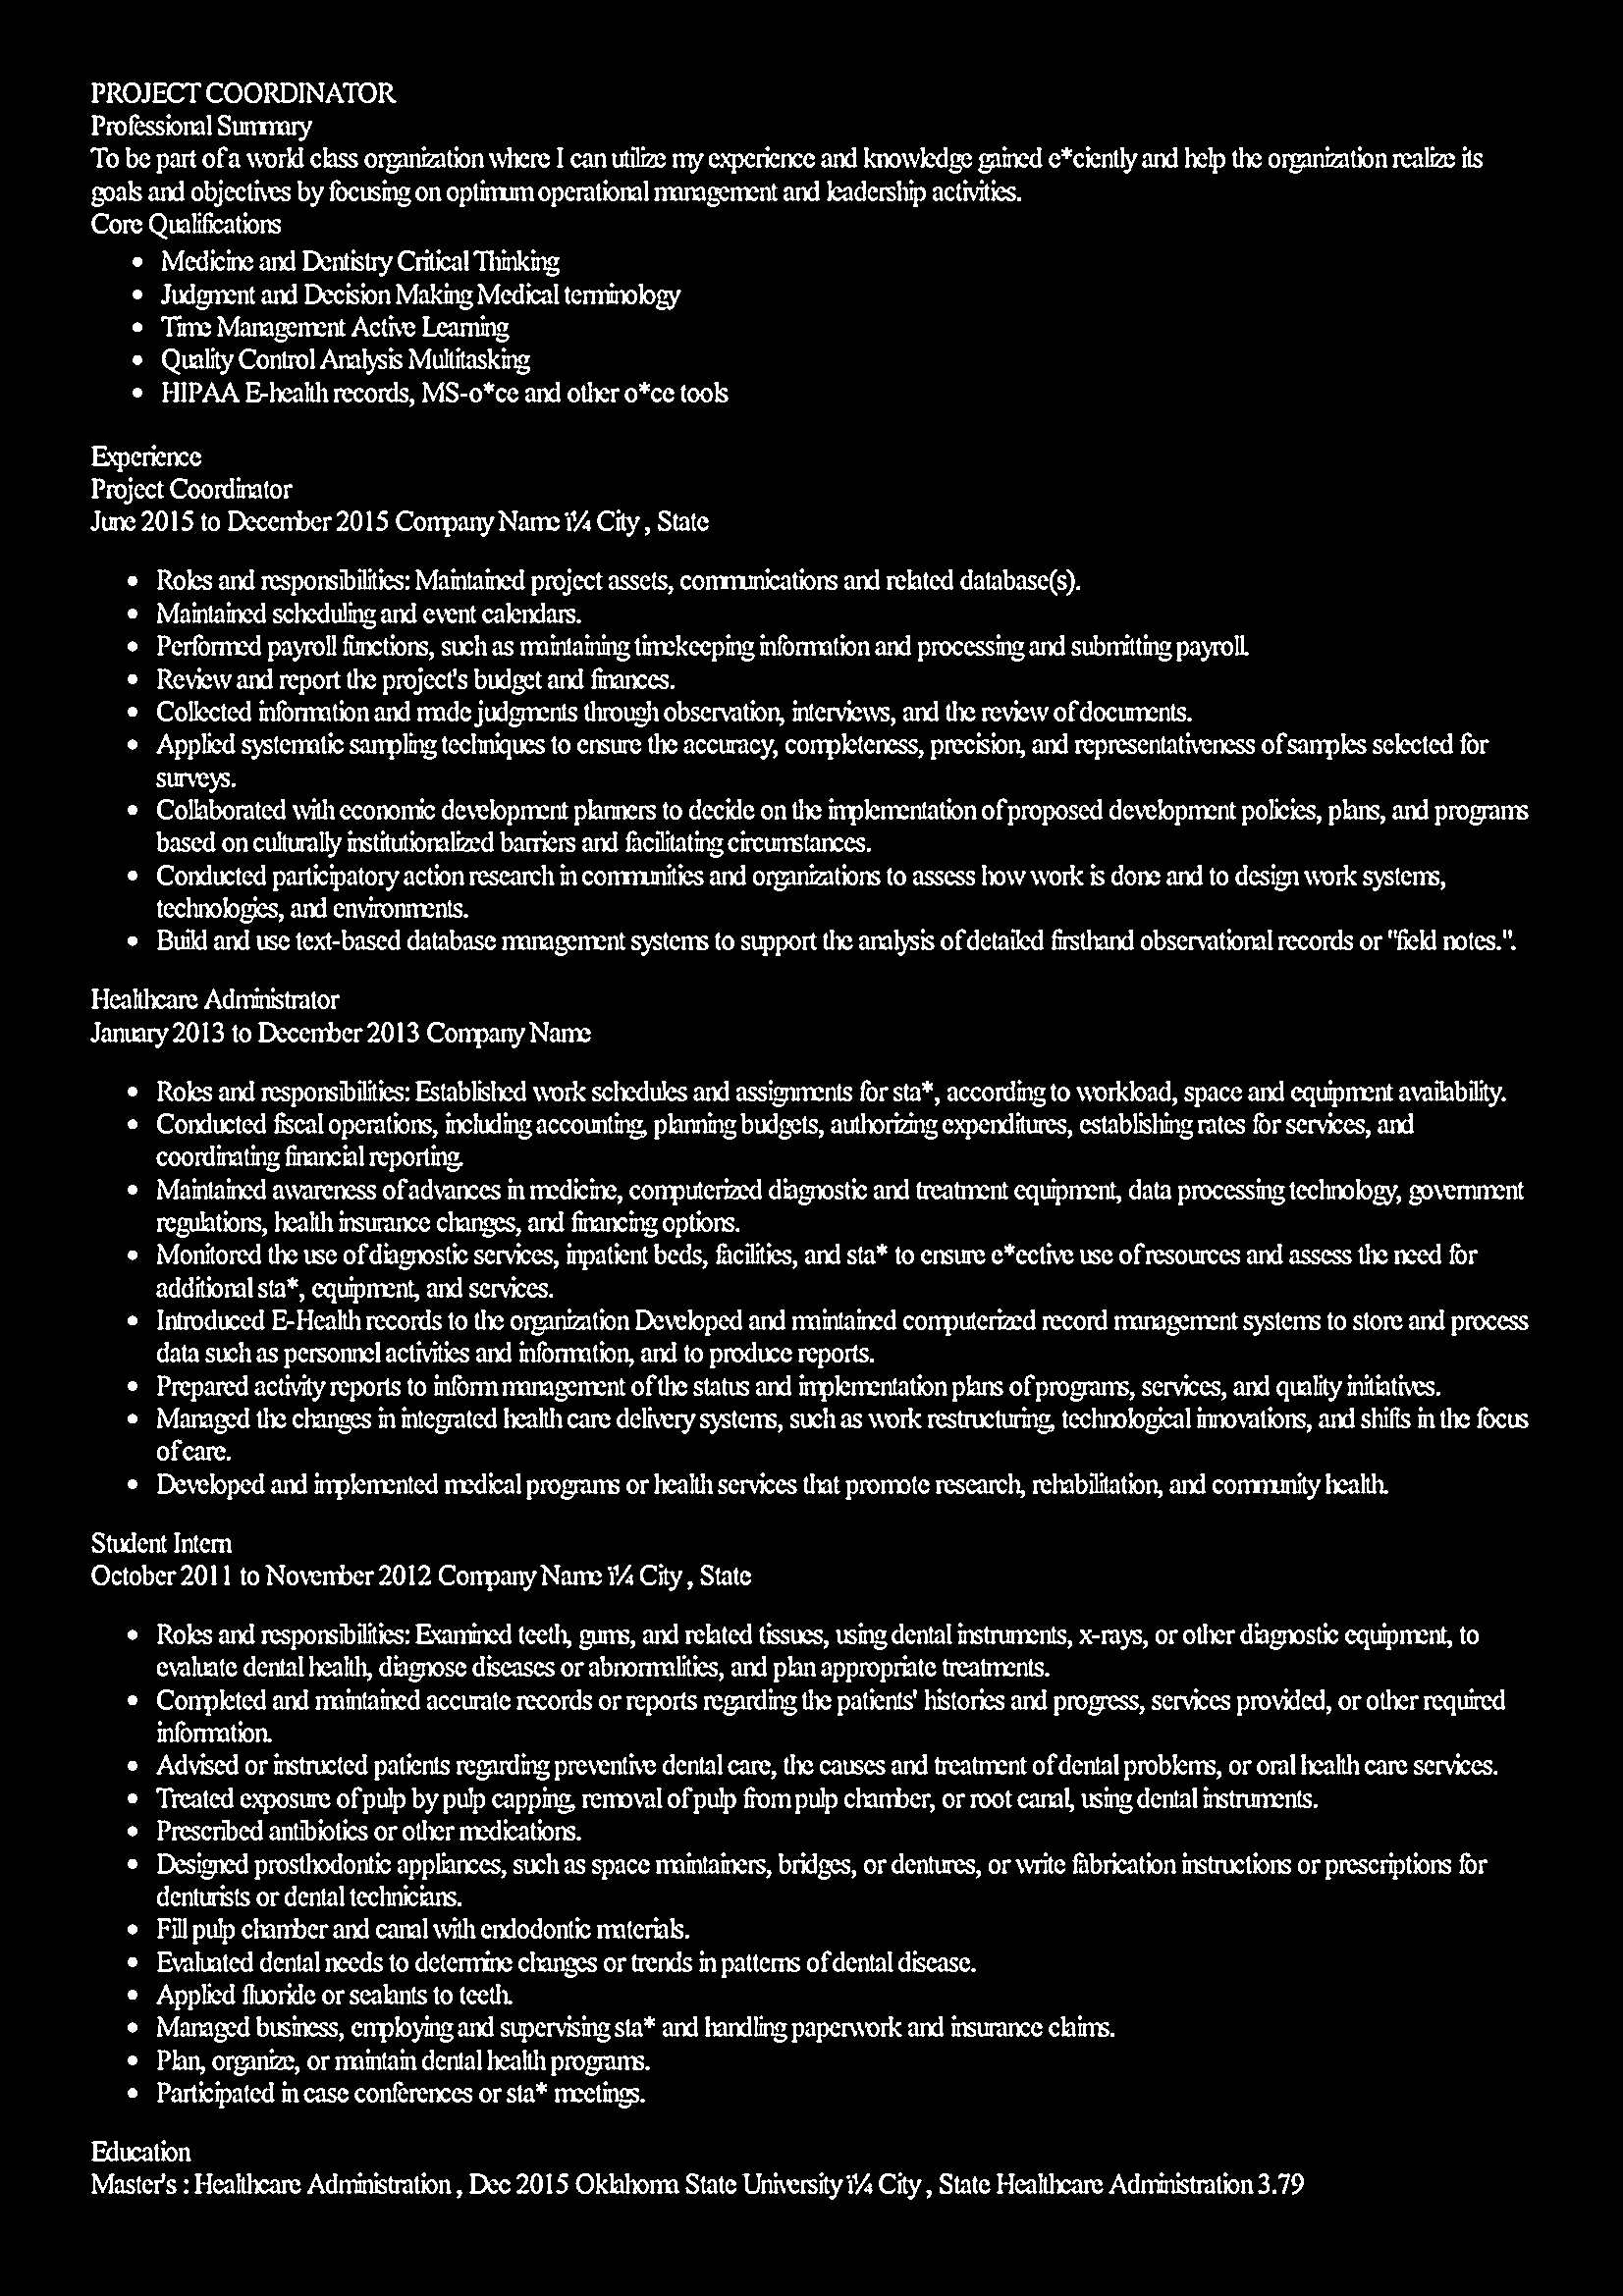 PROJECT COORDINATOR
Professional Summary
To be part of a world class organization where I can utilize my experience and knowledge gained e*ciently and help the organization realize its
goals and objectives by focusing on optimum operational management and leadership activities.
Core Qualifications
• Medicine and Dentistry Critical Thinking
• Judgment and Decision Making Medical terminology
• Time Management Active Learning
• Quality Control Analysis Multitasking
• HIPAA E-health records, MS-o*ce and other o*ce tools
Experience
Project Coordinator
June 2015 to December 2015 Company Name ï¼ City , State
• Roles and responsibilities: Maintained project assets, communications and related database(s).
• Maintained scheduling and event calendars.
• Performed payroll functions, such as maintaining timekeeping information and processing and submitting payroll.
• Review and report the project's budget and finances.
• Collected information and made judgments through observation, interviews, and the review of documents.
• Applied systematic sampling techniques to ensure the accuracy, completeness, precision, and representativeness of samples selected for
surveys.
• Collaborated with economic development planners to decide on the implementation of proposed development policies, plans, and programs
based on culturally institutionalized barriers and facilitating circumstances.
• Conducted participatory action research in communities and organizations to assess how work is done and to design work systems,
technologies, and environments.
• Build and use text-based database management systems to support the analysis of detailed firsthand observational records or "field notes.".
Healthcare Administrator
January 2013 to December 2013 Company Name
• Roles and responsibilities: Established work schedules and assignments for sta*, according to workload, space and equipment availability.
• Conducted fiscal operations, including accounting, planning budgets, authorizing expenditures, establishing rates for services, and
coordinating financial reporting.
• Maintained awareness of advances in medicine, computerized diagnostic and treatment equipment, data processing technology, government
regulations, health insurance changes, and financing options.
• Monitored the use of diagnostic services, inpatient beds, facilities, and sta* to ensure e*ective use of resources and assess the need for
additional sta*, equipment, and services.
• Introduced E-Health records to the organization Developed and maintained computerized record management systems to store and process
data such as personnel activities and information, and to produce reports.
• Prepared activity reports to inform management of the status and implementation plans of programs, services, and quality initiatives.
• Managed the changes in integrated health care delivery systems, such as work restructuring, technological innovations, and shifts in the focus
of care.
• Developed and implemented medical programs or health services that promote research, rehabilitation, and community health.
Student Intern
October 2011 to November 2012 Company Name ï¼ City , State
• Roles and responsibilities: Examined teeth, gums, and related tissues, using dental instruments, x-rays, or other diagnostic equipment, to
evaluate dental health, diagnose diseases or abnormalities, and plan appropriate treatments.
• Completed and maintained accurate records or reports regarding the patients' histories and progress, services provided, or other required
information.
• Advised or instructed patients regarding preventive dental care, the causes and treatment of dental problems, or oral health care services.
• Treated exposure of pulp by pulp capping, removal of pulp from pulp chamber, or root canal, using dental instruments.
• Prescribed antibiotics or other medications.
• Designed prosthodontic appliances, such as space maintainers, bridges, or dentures, or write fabrication instructions or prescriptions for
denturists or dental technicians.
• Fill pulp chamber and canal with endodontic materials.
• Evaluated dental needs to determine changes or trends in patterns of dental disease.
• Applied fluoride or sealants to teeth.
• Managed business, employing and supervising sta* and handling paperwork and insurance claims.
• Plan, organize, or maintain dental health programs.
• Participated in case conferences or sta* meetings.
Education
Master's : Healthcare Administration , Dec 2015 Oklahoma State University ï¼ City , State Healthcare Administration 3.79